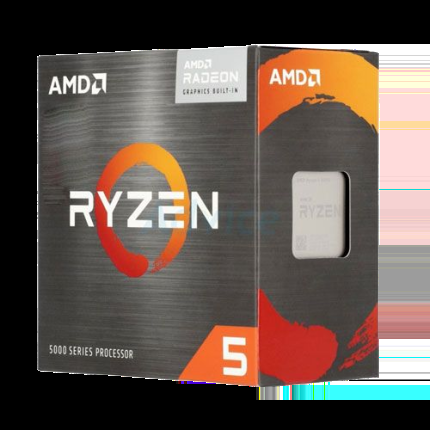 AMD
AMD
RADEON
GRAPHICS BUILT-IN
RYZEN
5000 SERIES PROCESSOR
5
AMD
RYZEN